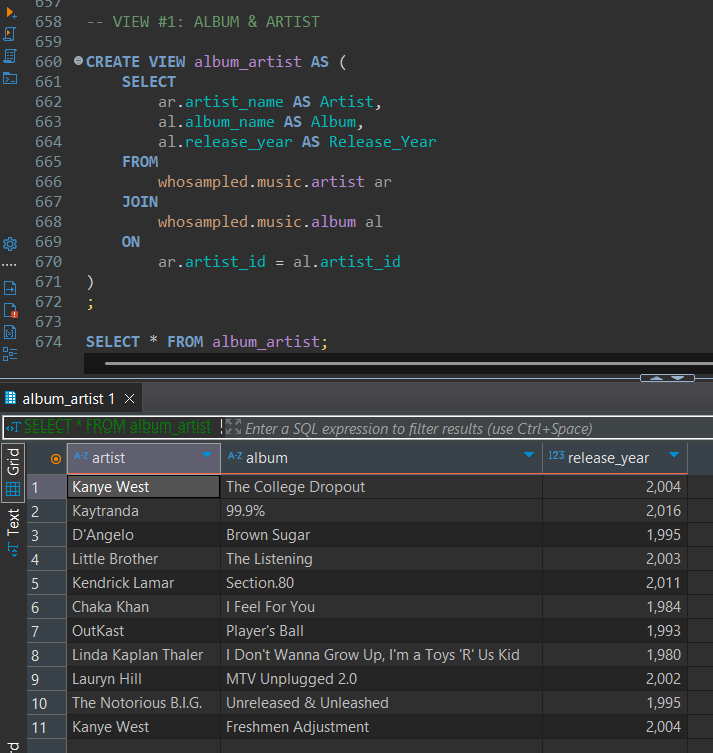 657
658 -- VIEW #1: ALBUM & ARTIST
659
660 CREATE VIEW album_artist AS (
661 SELECT
662 ar.artist_name AS Artist,
663 al.album_name AS Album,
664 al.release_year AS Release_Year
665 FROM
666 whosampled.music.artist ar
667 JOIN
668 whosampled.music.album al
669 ON
670 ar.artist_id = al.artist_id
671 )
672 ;
673
674 SELECT * FROM album_artist;
album_artist 1
SELECT * FROM album_artist Enter a SQL expression to filter results (use Ctrl+Space)
Grid
Text
A-Z artist A-Z album 123 release_year
1 Kanye West The College Dropout 2,004
2 Kaytranda 99.9% 2,016
3 D'Angelo Brown Sugar 1,995
4 Little Brother The Listening 2,003
5 Kendrick Lamar Section.80 2,011
6 Chaka Khan I Feel For You 1,984
7 OutKast Player's Ball 1,993
8 Linda Kaplan Thaler I Don't Wanna Grow Up, I'm a Toys 'R' Us Kid 1,980
9 Lauryn Hill MTV Unplugged 2.0 2,002
10 The Notorious B.I.G. Unreleased & Unleashed 1,995
11 Kanye West Freshmen Adjustment 2,004